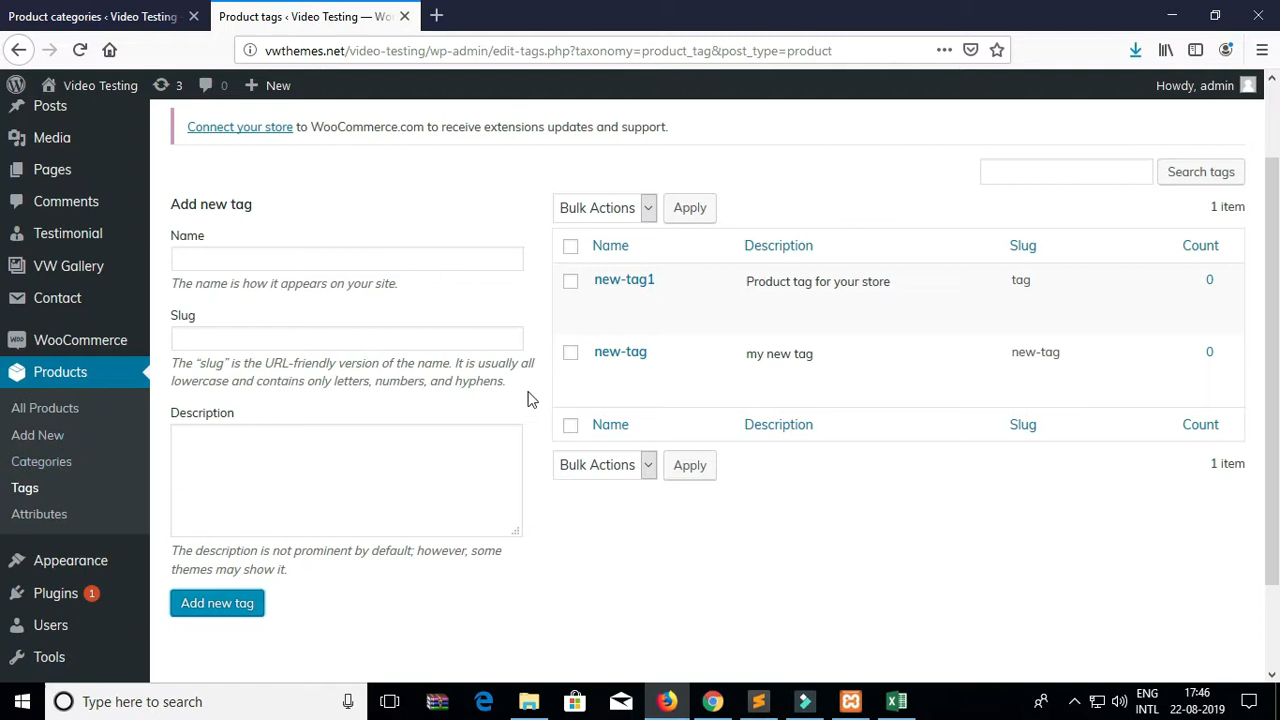 Product categories ‹ Video Testing
Product tags ‹ Video Testing — Wo
vwthemes.net/video-testing/wp-admin/edit-tags.php?taxonomy=product_tag&post_type=product
Video Testing
3
0
New
Howdy, admin
Posts
Media
Pages
Comments
Testimonial
VW Gallery
Contact
WooCommerce
Products
All Products
Add New
Categories
Tags
Attributes
Appearance
Plugins 1
Users
Tools
Connect your store to WooCommerce.com to receive extensions updates and support.
Search tags
Add new tag
Name
The name is how it appears on your site.
Slug
The “slug” is the URL-friendly version of the name. It is usually all
lowercase and contains only letters, numbers, and hyphens.
Description
The description is not prominent by default; however, some
themes may show it.
Add new tag
Bulk Actions
Apply
1 item
Name Description Slug Count
new-tag1 Product tag for your store tag 0
new-tag my new tag new-tag 0
Name Description Slug Count
Bulk Actions
Apply
1 item
Type here to search
ENG
INTL
17:46
22-08-2019